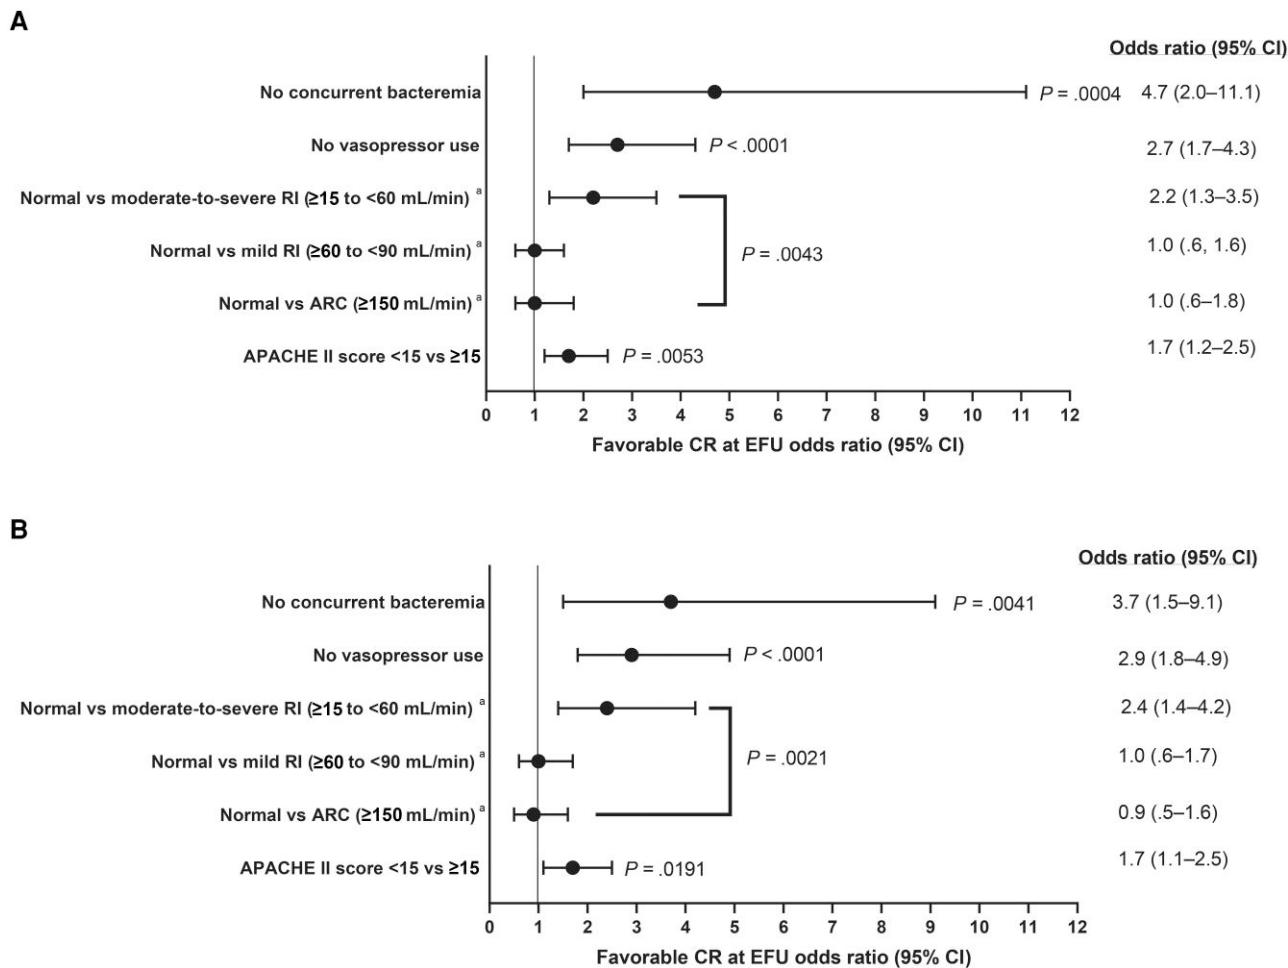 A
Odds ratio (95% CI)
No concurrent bacteremia P = .0004 4.7 (2.0–11.1)
No vasopressor use P < .0001 2.7 (1.7–4.3)
Normal vs moderate-to-severe RI (≥15 to <60 mL/min) a 2.2 (1.3–3.5)
Normal vs mild RI (≥60 to <90 mL/min) a P = .0043 1.0 (.6, 1.6)
Normal vs ARC (≥150 mL/min) a 1.0 (.6–1.8)
APACHE II score <15 vs ≥15 P = .0053 1.7 (1.2–2.5)
0 1 2 3 4 5 6 7 8 9 10 11 12
Favorable CR at EFU odds ratio (95% CI)
B
Odds ratio (95% CI)
No concurrent bacteremia P = .0041 3.7 (1.5–9.1)
No vasopressor use P < .0001 2.9 (1.8–4.9)
Normal vs moderate-to-severe RI (≥15 to <60 mL/min) a 2.4 (1.4–4.2)
Normal vs mild RI (≥60 to <90 mL/min) a P = .0021 1.0 (.6–1.7)
Normal vs ARC (≥150 mL/min) a 0.9 (.5–1.6)
APACHE II score <15 vs ≥15 P = .0191 1.7 (1.1–2.5)
0 1 2 3 4 5 6 7 8 9 10 11 12
Favorable CR at EFU odds ratio (95% CI)